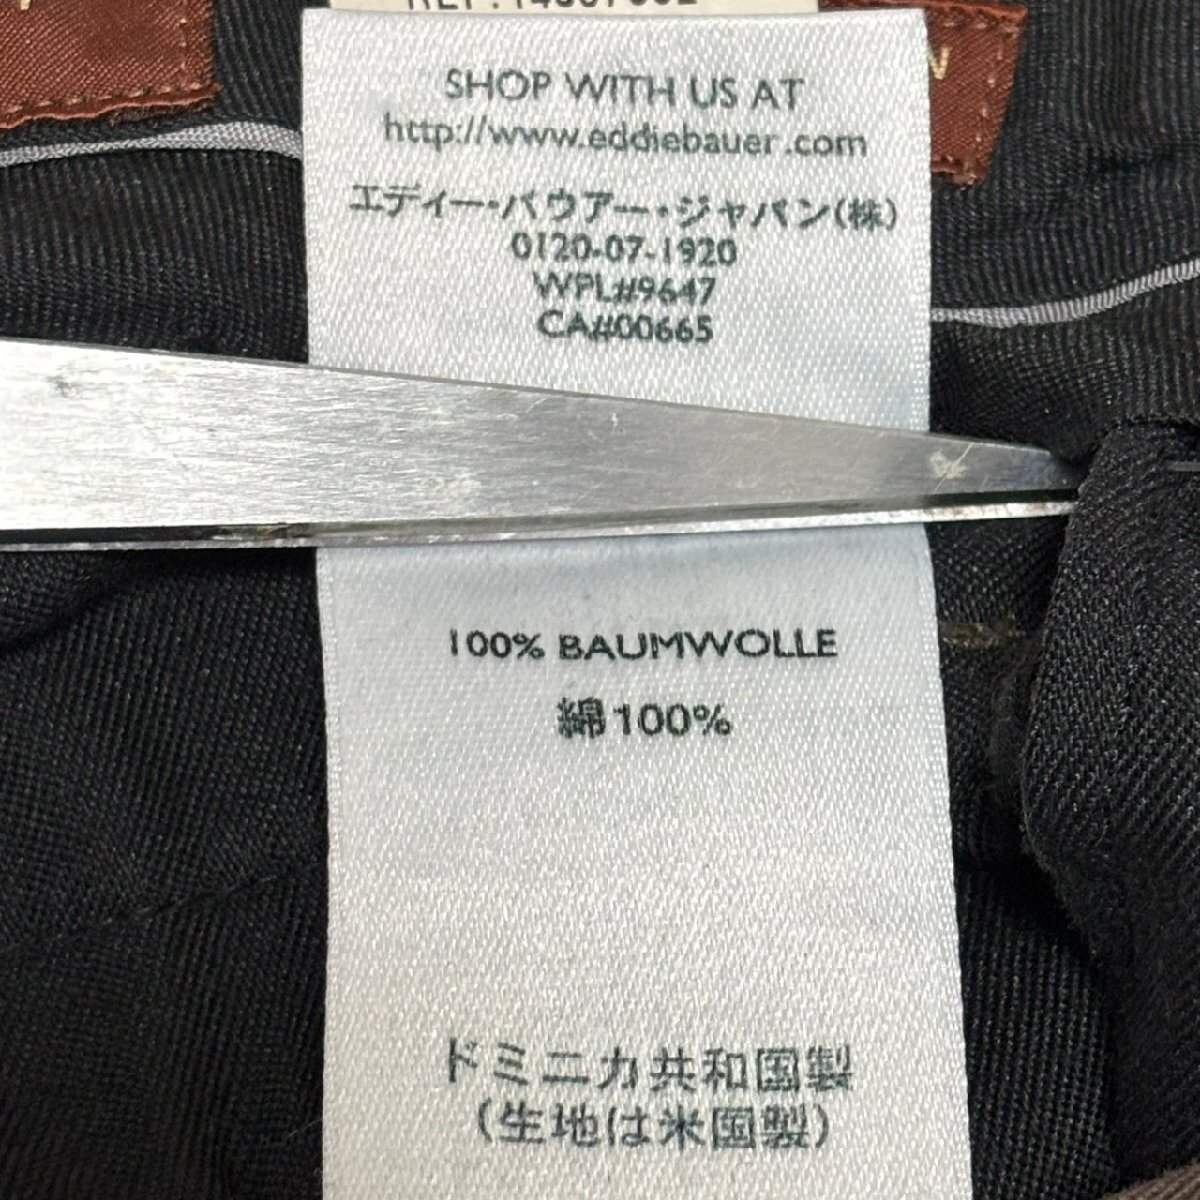 SHOP WITH US AT
http://www.eddiebauer.com
エディー・バウアー・ジャパン(株)
0120-07-1920
WPL#9647
CA#00665
100% BAUMWOLLE
綿100%
ドミニカ共和国製
(生地は米国製)